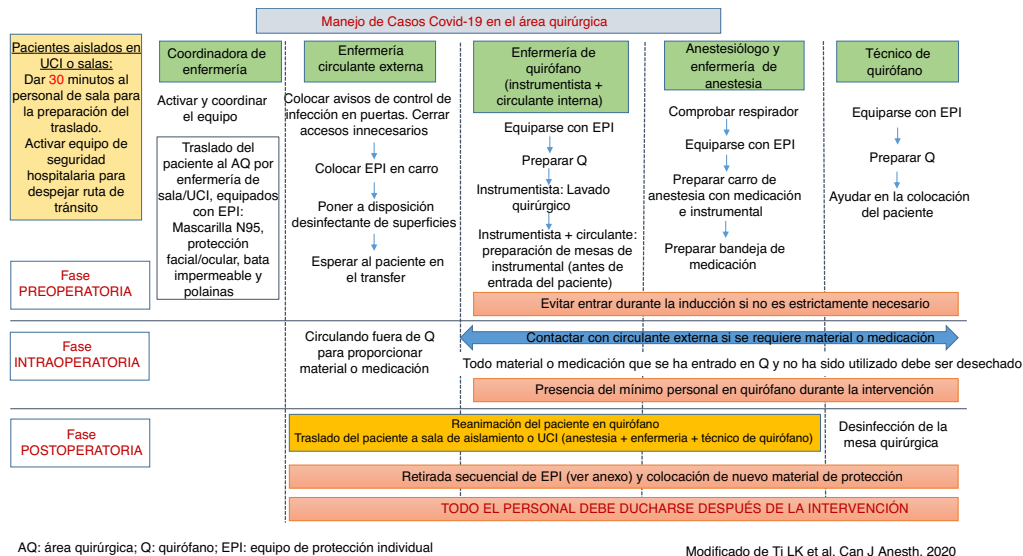 Manejo de Casos Covid-19 en el área quirúrgica
Pacientes aislados en
UCI o salas:
Dar 30 minutos al
personal de sala para
la preparación del
traslado.
Activar equipo de
seguridad
hospitalaria para
despejar ruta de
tránsito
Coordinadora de
enfermería
Activar y coordinar
el equipo
Traslado del
paciente al AQ por
enfermería de
sala/UCI, equipados
con EPI:
Mascarilla N95,
protección
facial/ocular, bata
impermeable y
polainas
Enfermería
circulante externa
Colocar avisos de control de
infección en puertas. Cerrar
accesos innecesarios
Colocar EPI en carro
Poner a disposición
desinfectante de superficies
Esperar al paciente en
el transfer
Enfermería de
quirófano
(instrumentista +
circulante interna)
Equiparse con EPI
Preparar Q
Instrumentista: Lavado
quirúrgico
Instrumentista + circulante:
preparación de mesas de
instrumental (antes de
entrada del paciente)
Anestesiólogo y
enfermería de
anestesia
Comprobar respirador
Equiparse con EPI
Preparar carro de
anestesia con medicación
e instrumental
Preparar bandeja de
medicación
Técnico de
quirófano
Equiparse con EPI
Preparar Q
Ayudar en la colocación
del paciente
Fase
PREOPERATORIA
Evitar entrar durante la inducción si no es estrictamente necesario
Fase
INTRAOPERATORIA
Circulando fuera de Q
para proporcionar
material o medicación
Contactar con circulante externa si se requiere material o medicación
Todo material o medicación que se ha entrado en Q y no ha sido utilizado debe ser desechado
Presencia del mínimo personal en quirófano durante la intervención
Fase
POSTOPERATORIA
Reanimación del paciente en quirófano
Traslado del paciente a sala de aislamiento o UCI (anestesia + enfermeria + técnico de quirófano)
Desinfección de la
mesa quirúrgica
Retirada secuencial de EPI (ver anexo) y colocación de nuevo material de protección
TODO EL PERSONAL DEBE DUCHARSE DESPUÉS DE LA INTERVENCIÓN
AQ: área quirúrgica; Q: quirófano; EPI: equipo de protección individual
Modificado de Ti LK et al. Can J Anesth. 2020